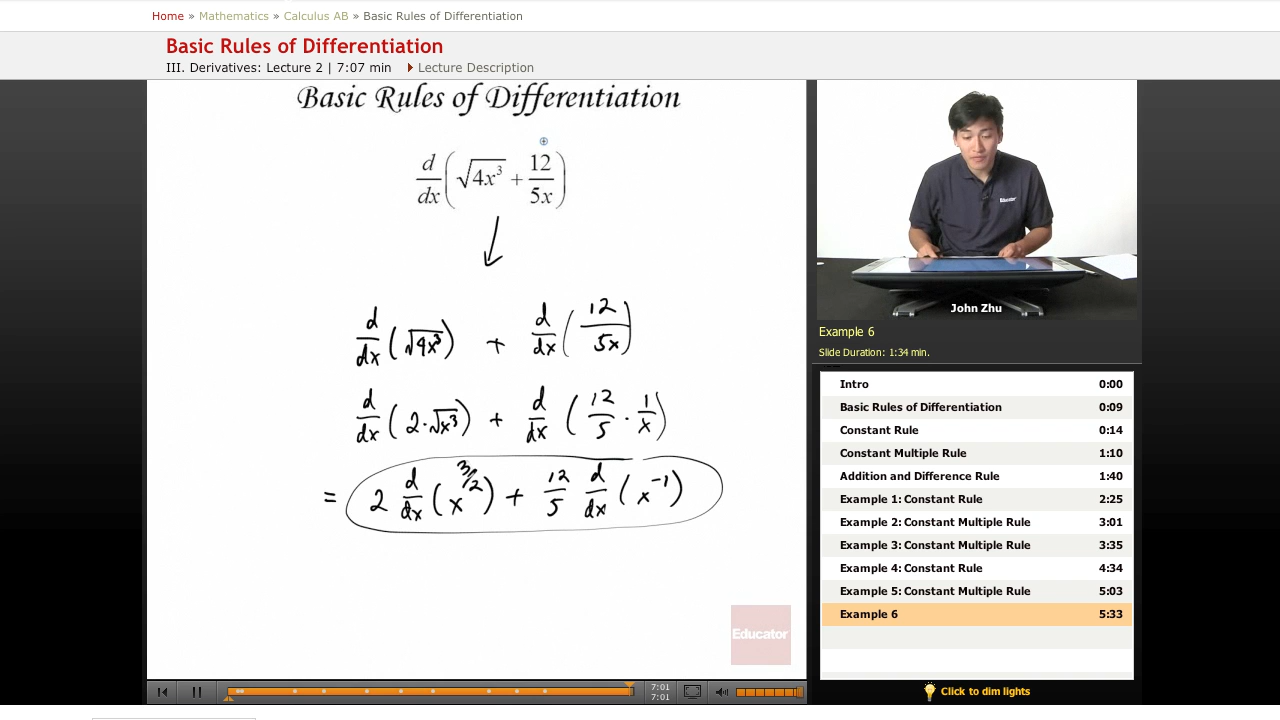 Home » Mathematics » Calculus AB » Basic Rules of Differentiation
Basic Rules of Differentiation
III. Derivatives: Lecture 2 | 7:07 min Lecture Description
Basic Rules of Differentiation
d/dx (√4x³ + 12/5x)
d/dx (√4x³) + d/dx (12/5x)
d/dx (2·√x³) + d/dx (12/5 · 1/x)
= 2 d/dx (x^3/2) + 12/5 d/dx (x^-1)
Educator
Educator
John Zhu
Example 6
Slide Duration: 1:34 min.
Intro 0:00
Basic Rules of Differentiation 0:09
Constant Rule 0:14
Constant Multiple Rule 1:10
Addition and Difference Rule 1:40
Example 1: Constant Rule 2:25
Example 2: Constant Multiple Rule 3:01
Example 3: Constant Multiple Rule 3:35
Example 4: Constant Rule 4:34
Example 5: Constant Multiple Rule 5:03
Example 6 5:33
7:01
7:01
Click to dim lights